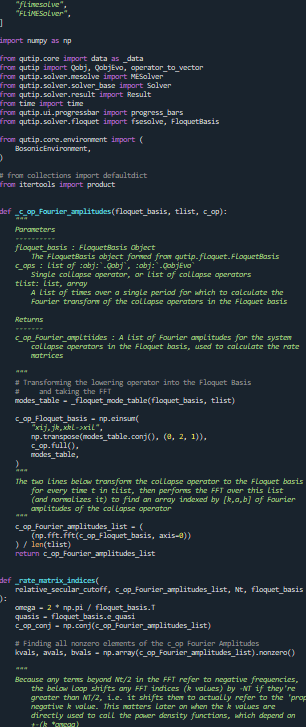 "flimesolve",
    "FLiMESolver",
]

import numpy as np

from qutip.core import data as _data
from qutip import Qobj, QobjEvo, operator_to_vector
from qutip.solver.mesolve import MESolver
from qutip.solver.solver_base import Solver
from qutip.solver.result import Result
from time import time
from qutip.ui.progressbar import progress_bars
from qutip.solver.floquet import fsesolve, FloquetBasis

from qutip.core.environment import (
    BosonicEnvironment,
)

# from collections import defaultdict
from itertools import product


def _c_op_Fourier_amplitudes(floquet_basis, tlist, c_op):
    """
    Parameters
    ----------
    floquet_basis : FloquetBasis Object
        The FloquetBasis object formed from qutip.floquet.FloquetBasis
    c_ops : list of :obj:`.Qobj`, :obj:`.QobjEvo`
        Single collapse operator, or list of collapse operators
    tlist: list, array
        A list of times over a single period for which to calculate the
        Fourier transform of the collapse operators in the Floquet basis

    Returns
    -------
    c_op_Fourier_ampltiides : A list of Fourier amplitudes for the system
        collapse operators in the Floquet basis, used to calculate the rate
        matrices

    """
    # Transforming the lowering operator into the Floquet Basis
    #     and taking the FFT
    modes_table = _floquet_mode_table(floquet_basis, tlist)

    c_op_Floquet_basis = np.einsum(
        "xij,jk,xkl->xil",
        np.transpose(modes_table.conj(), (0, 2, 1)),
        c_op.full(),
        modes_table,
    )
    """
    The two lines below transform the collapse operator to the Floquet basis
        for every time t in tlist, then performs the FFT over this list
        (and normalizes it) to find an array indexed by [k,a,b] of Fourier
        amplitudes of the system operator
    """
    c_op_Fourier_amplitudes_list = (
        (np.fft.fft(c_op_Floquet_basis, axis=0))
    ) / len(tlist)
    return c_op_Fourier_amplitudes_list


def _rate_matrix_indices(
    relative_secular_cutoff, c_op_Fourier_amplitudes_list, Nt, floquet_basis
):
    omega = 2 * np.pi / floquet_basis.T
    quasis = floquet_basis.e_quasi
    c_op_conj = np.conj(c_op_Fourier_amplitudes_list)

    # Finding all nonzero elements of the c_op Fourier Amplitudes
    kvals, avals, bvals = np.array(c_op_Fourier_amplitudes_list).nonzero()

    """
    Because any terms beyond Nt/2 in the FFT refer to negative frequencies,
        the below loop shifts any FFT indices (k values) by -NT if they're
        greater than NT/2, i.e. it shifts them to actually refer to the 'prop
        negative k value. This matters later on when the k values are
        directly used to call the power density functions, which depend on
        +-(k *omega)